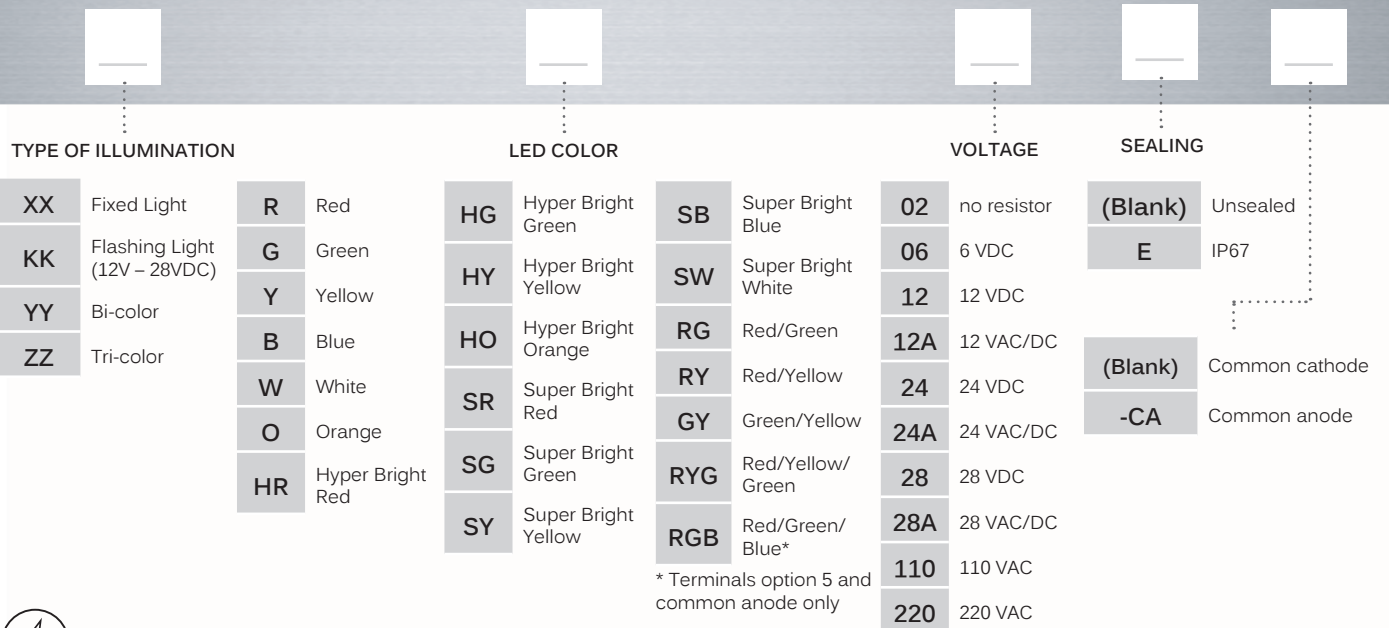 TYPE OF ILLUMINATION
XX Fixed Light
KK Flashing Light
(12V – 28VDC)
YY Bi-color
ZZ Tri-color
LED COLOR
R Red
G Green
Y Yellow
B Blue
W White
O Orange
HR Hyper Bright
Red
HG Hyper Bright
Green
HY Hyper Bright
Yellow
HO Hyper Bright
Orange
SR Super Bright
Red
SG Super Bright
Green
SY Super Bright
Yellow
SB Super Bright
Blue
SW Super Bright
White
RG Red/Green
RY Red/Yellow
GY Green/Yellow
RYG Red/Yellow/
Green
RGB Red/Green/
Blue*
* Terminals option 5 and
common anode only
VOLTAGE
02 no resistor
06 6 VDC
12 12 VDC
12A 12 VAC/DC
24 24 VDC
24A 24 VAC/DC
28 28 VDC
28A 28 VAC/DC
110 110 VAC
220 220 VAC
SEALING
(Blank) Unsealed
E IP67
(Blank) Common cathode
-CA Common anode